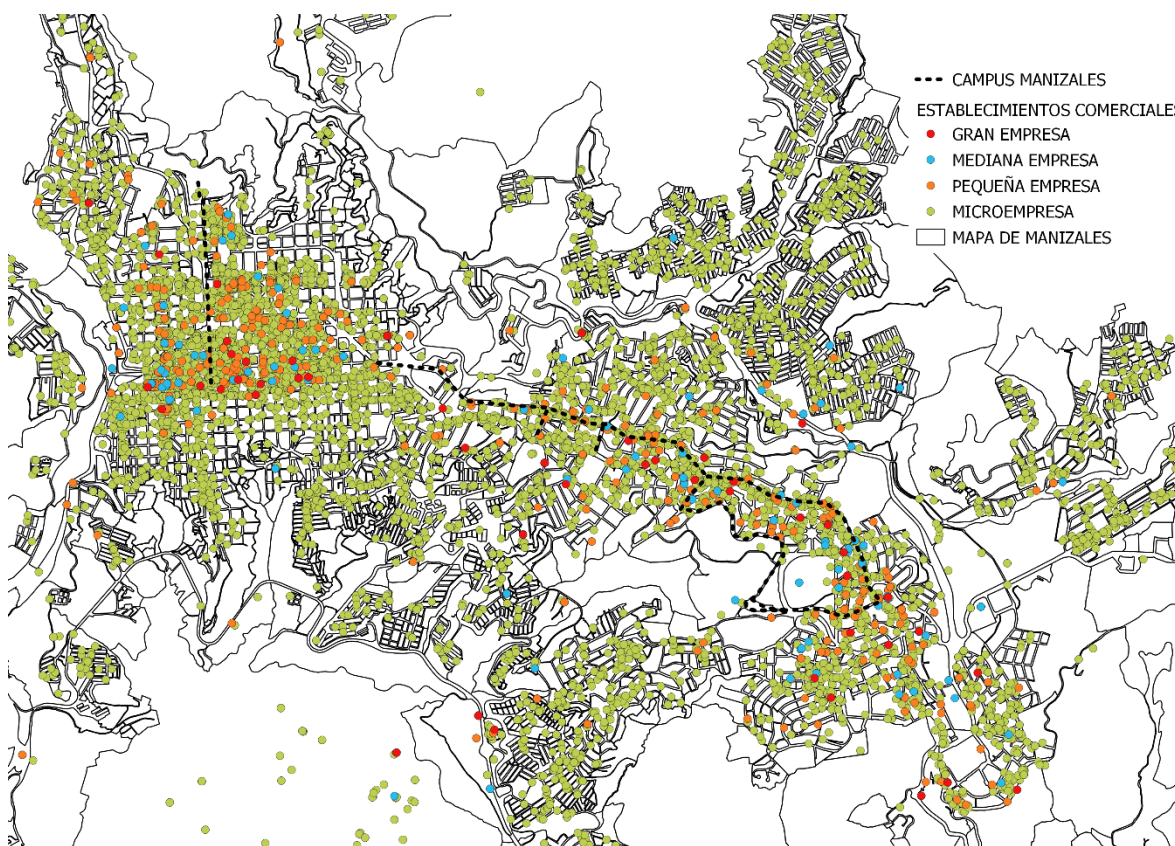 CAMPUS MANIZALES
ESTABLECIMIENTOS COMERCIALES
GRAN EMPRESA
MEDIANA EMPRESA
PEQUEÑA EMPRESA
MICROEMPRESA
MAPA DE MANIZALES